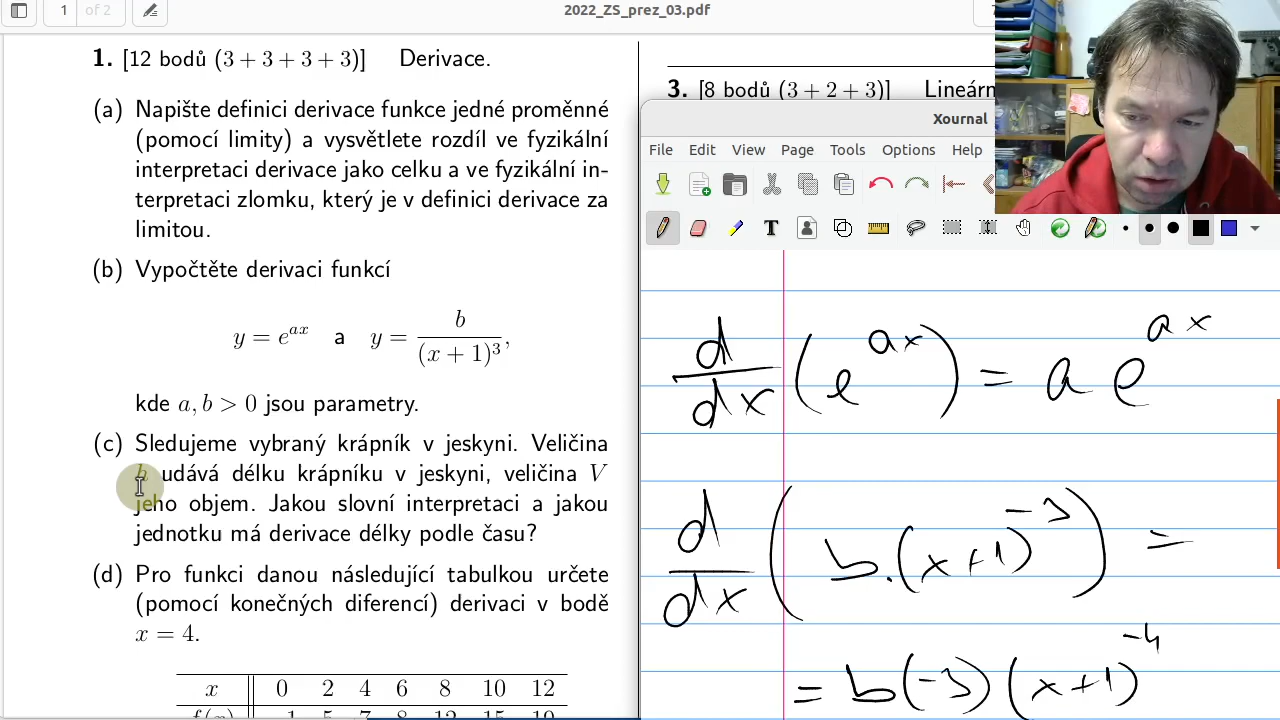 1 of 2
2022_ZS_prez_03.pdf
1. [12 bodů (3 + 3 + 3 + 3)] Derivace.
(a) Napište definici derivace funkce jedné proměnné
(pomocí limity) a vysvětlete rozdíl ve fyzikální
interpretaci derivace jako celku a ve fyzikální in-
terpretaci zlomku, který je v definici derivace za
limitou.
(b) Vypočtěte derivaci funkcí
y = e^{ax} a y = b/(x + 1)^3,
kde a, b > 0 jsou parametry.
(c) Sledujeme vybraný krápník v jeskyni. Veličina
h udává délku krápníku v jeskyni, veličina V
jeho objem. Jakou slovní interpretaci a jakou
jednotku má derivace délky podle času?
(d) Pro funkci danou následující tabulkou určete
(pomocí konečných diferencí) derivaci v bodě
x = 4.
x 0 2 4 6 8 10 12
3. [8 bodů (3 + 2 + 3)] Lineárn
Xournal
File Edit View Page Tools Options Help
d/dx (e^{ax}) = a e^{ax}
d/dx (b.(x+1)^{-3}) =
= b(-3)(x+1)^{-4}